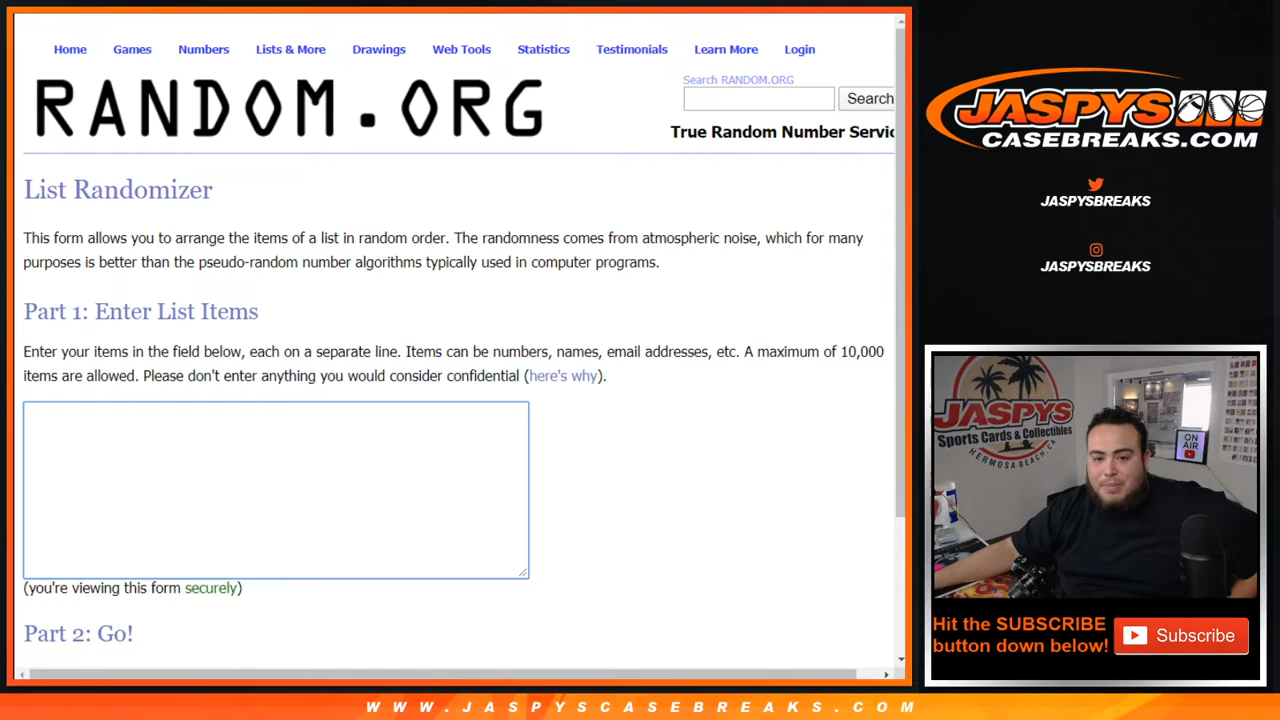 Home Games Numbers Lists & More Drawings Web Tools Statistics Testimonials Learn More Login
RANDOM.ORG
Search RANDOM.ORG
Search
True Random Number Servic
List Randomizer
This form allows you to arrange the items of a list in random order. The randomness comes from atmospheric noise, which for many
purposes is better than the pseudo-random number algorithms typically used in computer programs.
Part 1: Enter List Items
Enter your items in the field below, each on a separate line. Items can be numbers, names, email addresses, etc. A maximum of 10,000
items are allowed. Please don't enter anything you would consider confidential (here's why).
(you're viewing this form securely)
Part 2: Go!
JASPYS
CASEBREAKS.COM
JASPYSBREAKS
JASPYSBREAKS
JASPYS
Sports Cards & Collectibles
HERMOSA BEACH, CA
ON
AIR
Hit the SUBSCRIBE
button down below!
Subscribe
WWW.JASPYSCASEBREAKS.COM